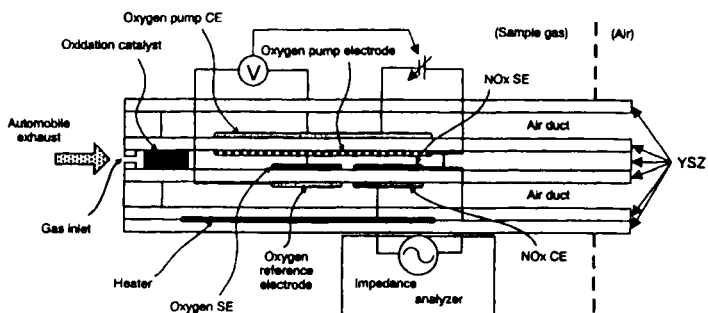 Oxygen pump CE
Oxidation catalyst
Oxygen pump electrode
(Sample gas)
(Air)
V
NOx SE
Automobile
exhaust
Air duct
YSZ
Air duct
Gas inlet
Heater
Oxygen SE
Oxygen
reference
electrode
Impedance
analyzer
NOx CE